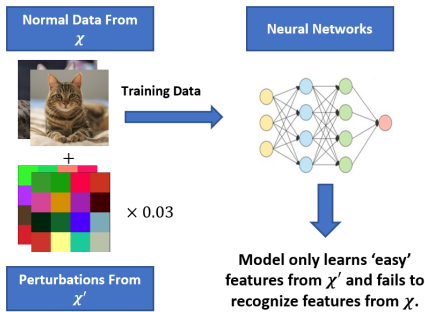 Normal Data From
χ
Neural Networks
Training Data
+
× 0.03
Perturbations From
χ′
Model only learns ‘easy’
features from χ′ and fails to
recognize features from χ.